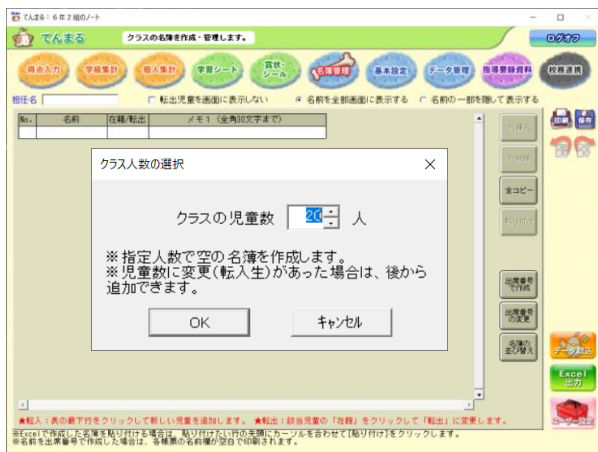 てんまる：6年2組のノート
てんまる
クラスの名簿を作成・管理します。
ログオフ
得点入力
学級集計
個人集計
学習シート
賞状・
シール
名簿管理
基本設定
データ管理
指導要録資料
校務連携
担任名
転出児童を画面に表示しない
名前を全部画面に表示する
名前の一部を隠して表示する
No. 名前 在籍/転出 メモ1（全角30文字まで）
印刷
保存
行挿入
行削除
全コピー
貼り付け
クラス人数の選択
クラスの児童数 20 人
※指定人数で空の名簿を作成します。
※児童数に変更(転入生)があった場合は、後から
追加できます。
OK
キャンセル
出席番号
で作成
出席番号
の変更
名簿の
並び替え
データ取込
Excel
出力
★転入：表の最下行をクリックして新しい児童を追加します。 ★転出：該当児童の「在籍」をクリックして「転出」に変更します。
※Excelで作成した名簿を貼り付ける場合は、貼り付けたい行の先頭にカーソルを合わせて[貼り付け]をクリックします。
※名前を出席番号で作成した場合は、各帳票の名前欄が空白で印刷されます。